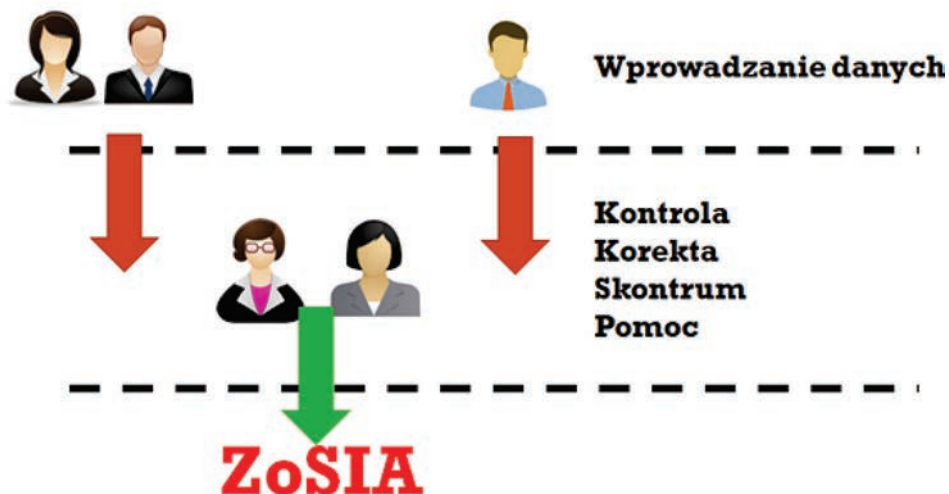 Wprowadzanie danych
Kontrola
Korekta
Skontrum
Pomoc
ZoSIA